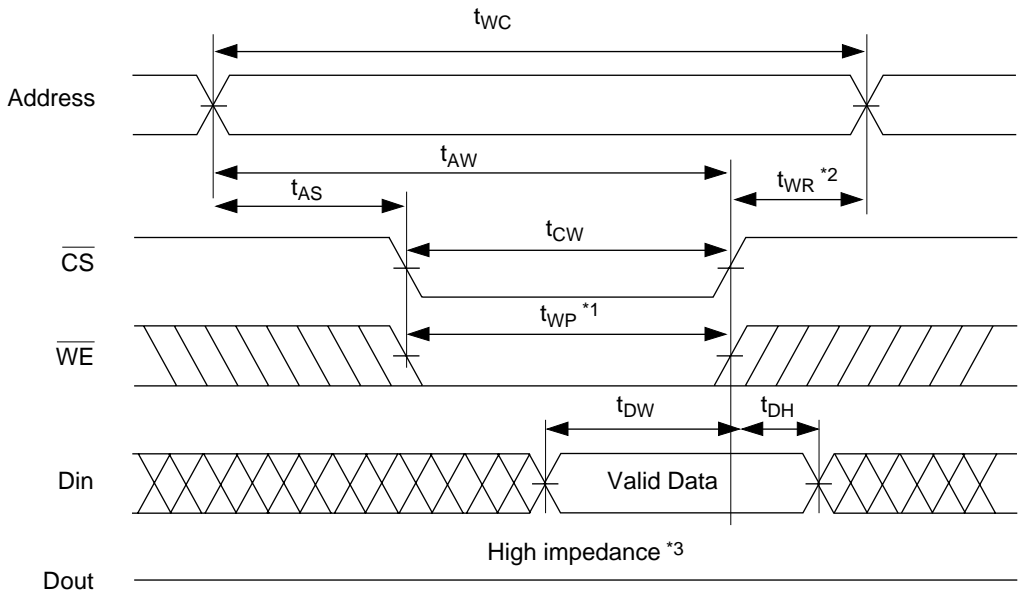 tWC
Address
tAW
tAS
tWR *2
CS
tCW
tWP *1
WE
tDW
tDH
Din
Valid Data
High impedance *3
Dout